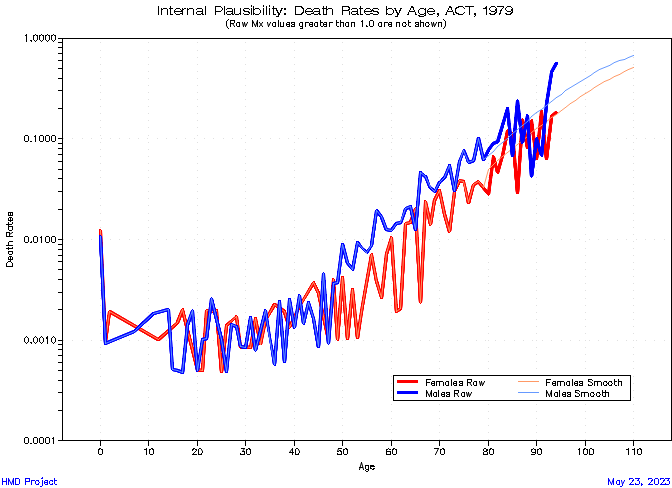 Internal Plausibility: Death Rates by Age, ACT, 1979
(Raw Mx values greater than 1.0 are not shown)
1.0000
0.1000
0.0100
0.0010
0.0001
Death Rates
0 10 20 30 40 50 60 70 80 90 100 110
Age
Females Raw Females Smooth
Males Raw Males Smooth
HMD Project May 23, 2023